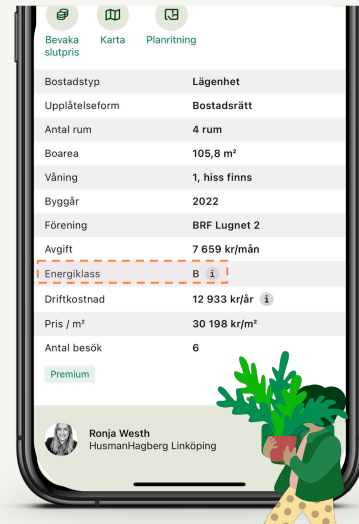 Bevaka slutpris
Karta
Planritning
Bostadstyp Lägenhet
Upplåtelseform Bostadsrätt
Antal rum 4 rum
Boarea 105,8 m²
Våning 1, hiss finns
Byggår 2022
Förening BRF Lugnet 2
Avgift 7 659 kr/mån
Energiklass B i
Driftkostnad 12 933 kr/år i
Pris / m² 30 198 kr/m²
Antal besök 6
Premium
Ronja Westh
HusmanHagberg Linköping